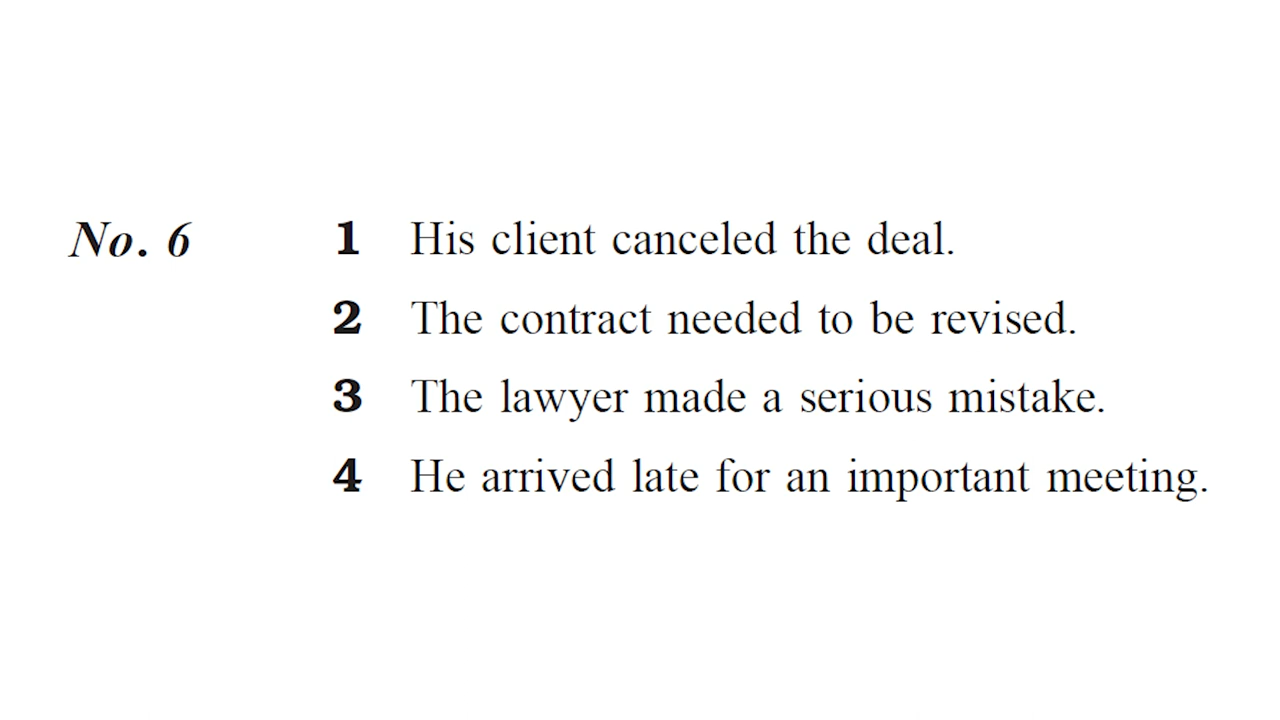 No. 6 1 His client canceled the deal.
2 The contract needed to be revised.
3 The lawyer made a serious mistake.
4 He arrived late for an important meeting.